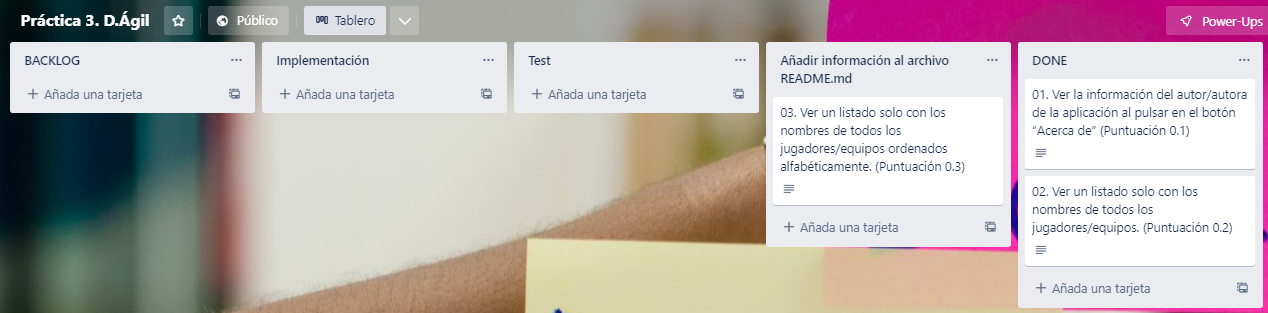 Práctica 3. D.Ágil
Público
Tablero
Power-Ups
BACKLOG
Añada una tarjeta
Implementación
Añada una tarjeta
Test
Añada una tarjeta
Añadir información al archivo
README.md
03. Ver un listado solo con los
nombres de todos los
jugadores/equipos ordenados
alfabéticamente. (Puntuación 0.3)
Añada una tarjeta
DONE
01. Ver la información del autor/autora
de la aplicación al pulsar en el botón
“Acerca de” (Puntuación 0.1)
02. Ver un listado solo con los
nombres de todos los
jugadores/equipos. (Puntuación 0.2)
Añada una tarjeta